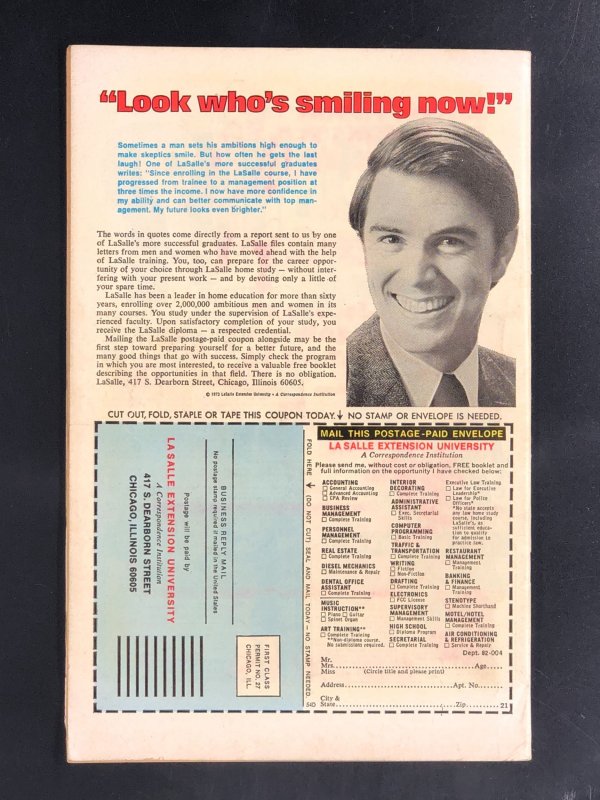 “Look who’s smiling now!”
Sometimes a man sets his ambitions high enough to
make skeptics smile. But how often he gets the last
laugh! One of LaSalle's more successful graduates
writes: "Since enrolling in the LaSalle course, I have
progressed from trainee to a management position at
three times the income. I now have more confidence in
my ability and can better communicate with top man-
agement. My future looks even brighter."
The words in quotes come directly from a report sent to us by one
of LaSalle's more successful graduates. LaSalle files contain many
letters from men and women who have moved ahead with the help
of LaSalle training. You, too, can prepare for the career oppor-
tunity of your choice through LaSalle home study — without inter-
fering with your present work — and by devoting only a little of
your spare time.
LaSalle has been a leader in home education for more than sixty
years, enrolling over 2,000,000 ambitious men and women in its
many courses. You study under the supervision of LaSalle's expe-
rienced faculty. Upon satisfactory completion of your study, you
receive the LaSalle diploma — a respected credential.
Mailing the LaSalle postage-paid coupon alongside may be the
first step toward preparing yourself for a better future, and the
many good things that go with success. Simply check the program
in which you are most interested, to receive a valuable free booklet
describing the opportunities in that field. There is no obligation.
LaSalle, 417 S. Dearborn Street, Chicago, Illinois 60605.
© 1973 LaSalle Extension University • A Correspondence Institution
CUT OUT, FOLD, STAPLE OR TAPE THIS COUPON TODAY. ↓ NO STAMP OR ENVELOPE IS NEEDED.
BUSINESS REPLY MAIL
No postage stamp required if mailed in the United States
Postage will be paid by
LA SALLE EXTENSION UNIVERSITY
A Correspondence Institution
417 S. DEARBORN STREET
CHICAGO, ILLINOIS 60605
FIRST CLASS
PERMIT NO. 27
CHICAGO, ILL.
FOLD HERE → (DO NOT CUT) SEAL AND MAIL TODAY – NO STAMP NEEDED
54D
MAIL THIS POSTAGE-PAID ENVELOPE
LA SALLE EXTENSION UNIVERSITY
A Correspondence Institution
Please send me, without cost or obligation, FREE booklet and
full information on the opportunity I have checked below:
ACCOUNTING
☐ General Accounting
☐ Advanced Accounting
☐ CPA Review
BUSINESS
MANAGEMENT
☐ Complete Training
PERSONNEL
MANAGEMENT
☐ Complete Training
REAL ESTATE
☐ Complete Training
DIESEL MECHANICS
☐ Maintenance & Repair
DENTAL OFFICE
ASSISTANT
☐ Complete Training
MUSIC
INSTRUCTION**
☐ Piano ☐ Guitar
☐ Spinet Organ
ART TRAINING**
☐ Complete Training
**Non-diploma course.
No submissions required.
INTERIOR
DECORATING
☐ Complete Training
ADMINISTRATIVE
ASSISTANT
☐ Exec. Secretarial
Skills
COMPUTER
PROGRAMMING
☐ Basic Training
TRAFFIC &
TRANSPORTATION
☐ Complete Training
WRITING
☐ Fiction
☐ Non-Fiction
DRAFTING
☐ Complete Training
ELECTRONICS
☐ FCC License
SUPERVISORY
MANAGEMENT
☐ Management Skills
HIGH SCHOOL
☐ Diploma Program
SECRETARIAL
☐ Complete Training
Executive Law Training
☐ Law for Executive
Leadership*
☐ Law for Police
Officers*
*No state accepts
any law home study
course, including
LaSalle's, as
sufficient educa-
tion to qualify
for admission to
practice law.
RESTAURANT
MANAGEMENT
☐ Management
Training
BANKING
& FINANCE
☐ Management
Training
STENOTYPE
☐ Machine Shorthand
MOTEL/HOTEL
MANAGEMENT
☐ Complete Training
AIR CONDITIONING
& REFRIGERATION
☐ Service & Repair
Dept. 82-004
Mr.
Mrs. Age
Miss (Circle title and please print)
Address Apt. No.
City &
State Zip 21